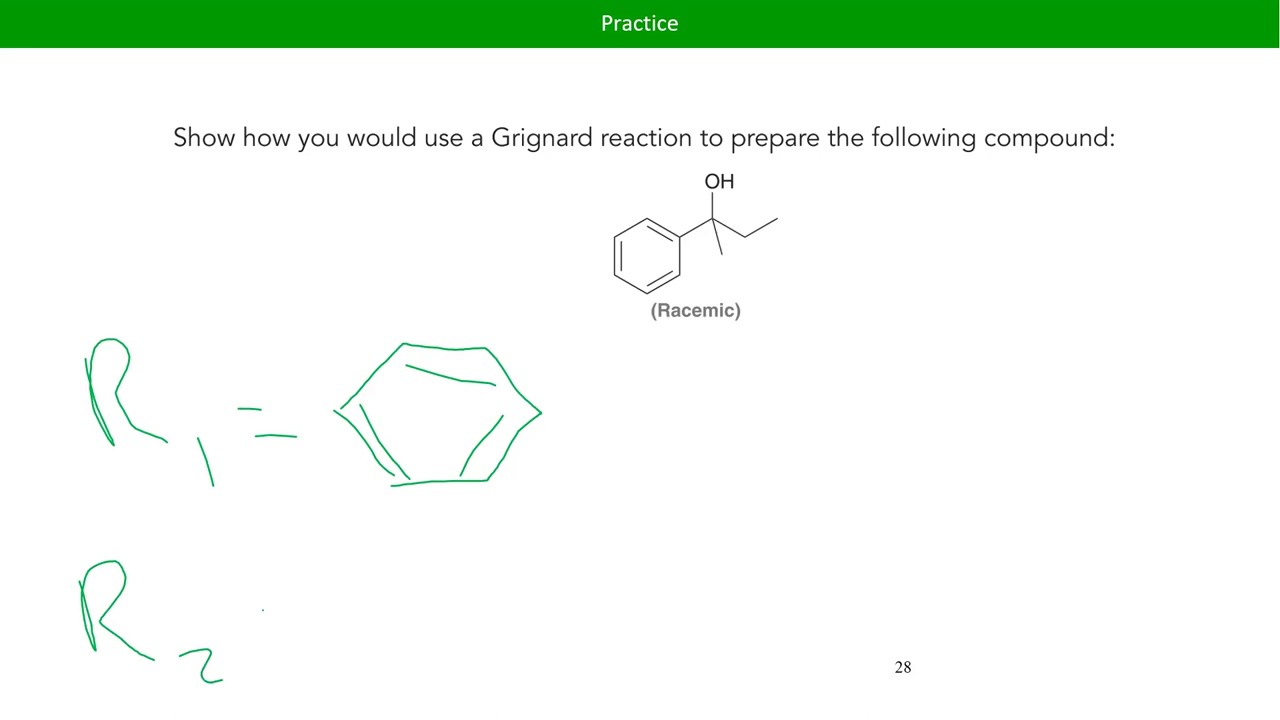 Practice
Show how you would use a Grignard reaction to prepare the following compound:
OH
(Racemic)
R1 =
R2
28